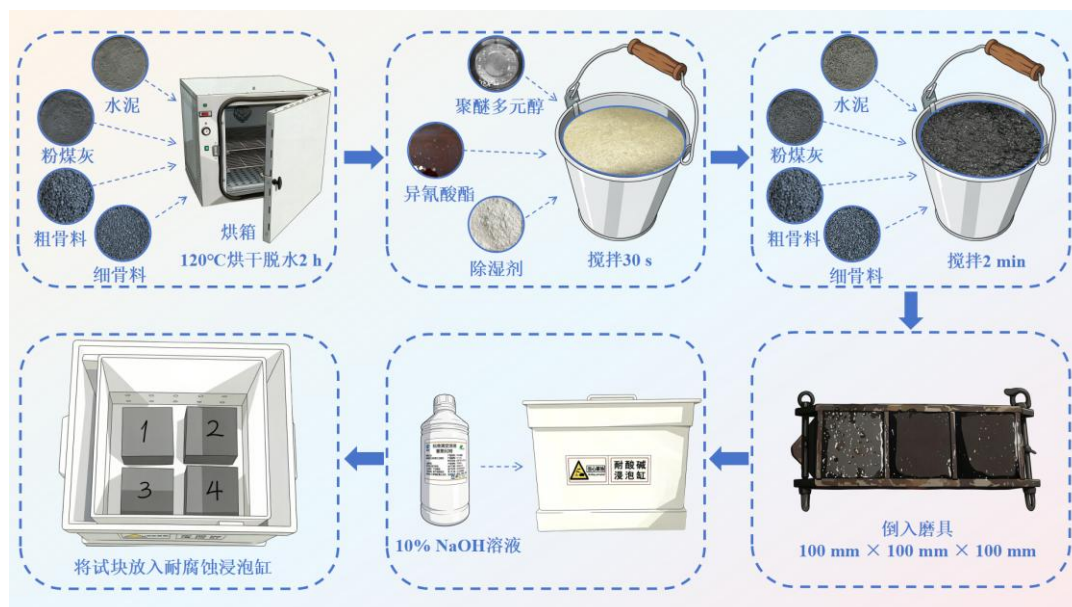 水泥
粉煤灰
粗骨料
细骨料
烘箱
120°C烘干脱水2 h
聚醚多元醇
异氰酸酯
除湿剂
搅拌30 s
水泥
粉煤灰
粗骨料
细骨料
搅拌2 min
倒入磨具
100 mm × 100 mm × 100 mm
耐酸碱
浸泡缸
10% NaOH溶液
1
2
3
4
将试块放入耐腐蚀浸泡缸